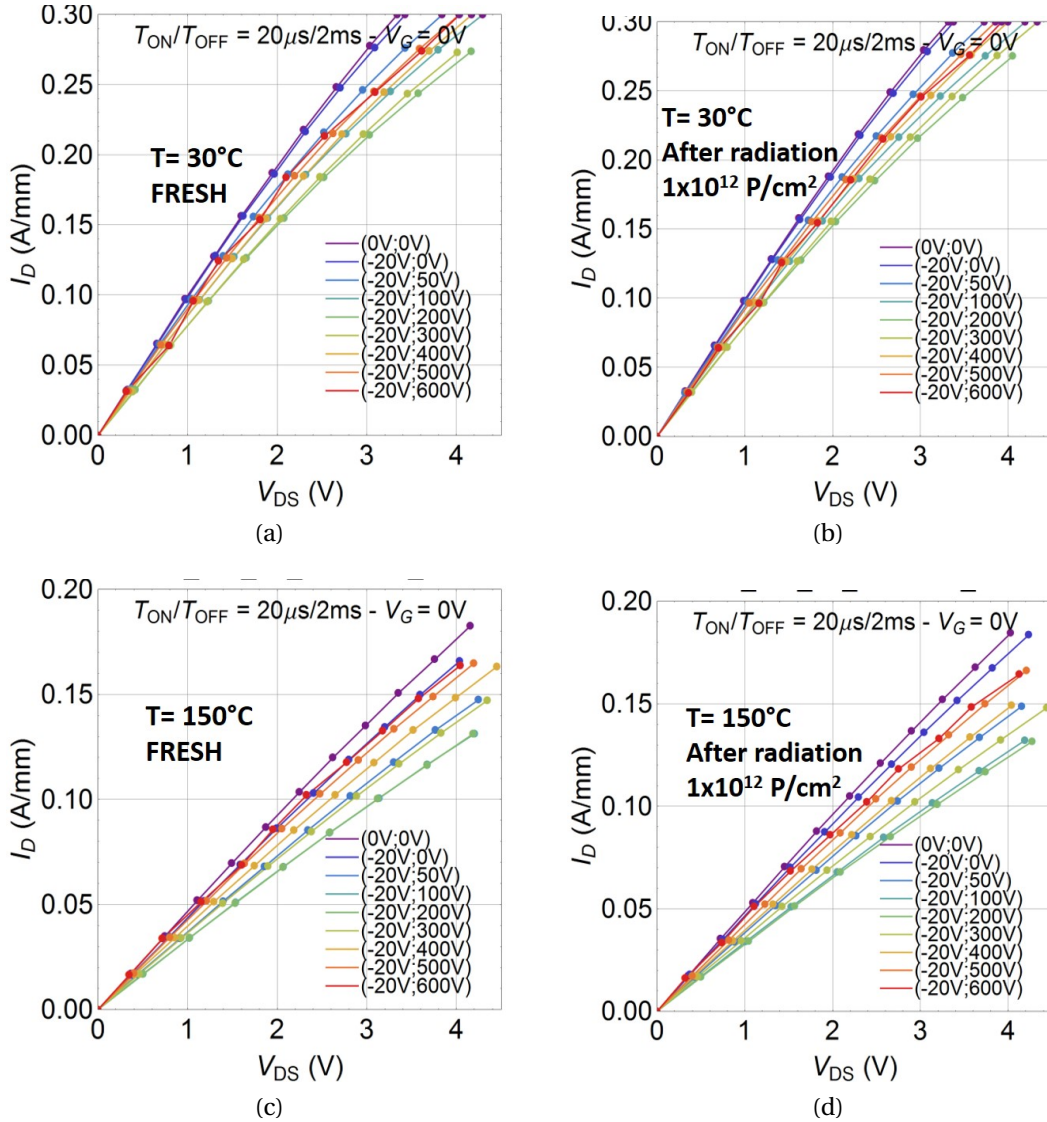 0.30
T_ON/T_OFF = 20μs/2ms - V_G = 0V
0.25
0.20
T= 30°C
FRESH
0.15
I_D (A/mm)
(0V;0V)
(-20V;0V)
(-20V;50V)
(-20V;100V)
(-20V;200V)
(-20V;300V)
(-20V;400V)
(-20V;500V)
(-20V;600V)
0.10
0.05
0.00
0 1 2 3 4
V_DS (V)
(a)
0.30
T_ON/T_OFF = 20μs/2ms - V_G = 0V
0.25
T= 30°C
After radiation
1x10¹² P/cm²
0.20
0.15
I_D (A/mm)
(0V;0V)
(-20V;0V)
(-20V;50V)
(-20V;100V)
(-20V;200V)
(-20V;300V)
(-20V;400V)
(-20V;500V)
(-20V;600V)
0.10
0.05
0.00
0 1 2 3 4
V_DS (V)
(b)
0.20
T_ON/T_OFF = 20μs/2ms - V_G = 0V
0.15
T= 150°C
FRESH
0.10
I_D (A/mm)
(0V;0V)
(-20V;0V)
(-20V;50V)
(-20V;100V)
(-20V;200V)
(-20V;300V)
(-20V;400V)
(-20V;500V)
(-20V;600V)
0.05
0.00
0 1 2 3 4
V_DS (V)
(c)
0.20
T_ON/T_OFF = 20μs/2ms - V_G = 0V
0.15
T= 150°C
After radiation
1x10¹² P/cm²
0.10
I_D (A/mm)
(0V;0V)
(-20V;0V)
(-20V;50V)
(-20V;100V)
(-20V;200V)
(-20V;300V)
(-20V;400V)
(-20V;500V)
(-20V;600V)
0.05
0.00
0 1 2 3 4
V_DS (V)
(d)